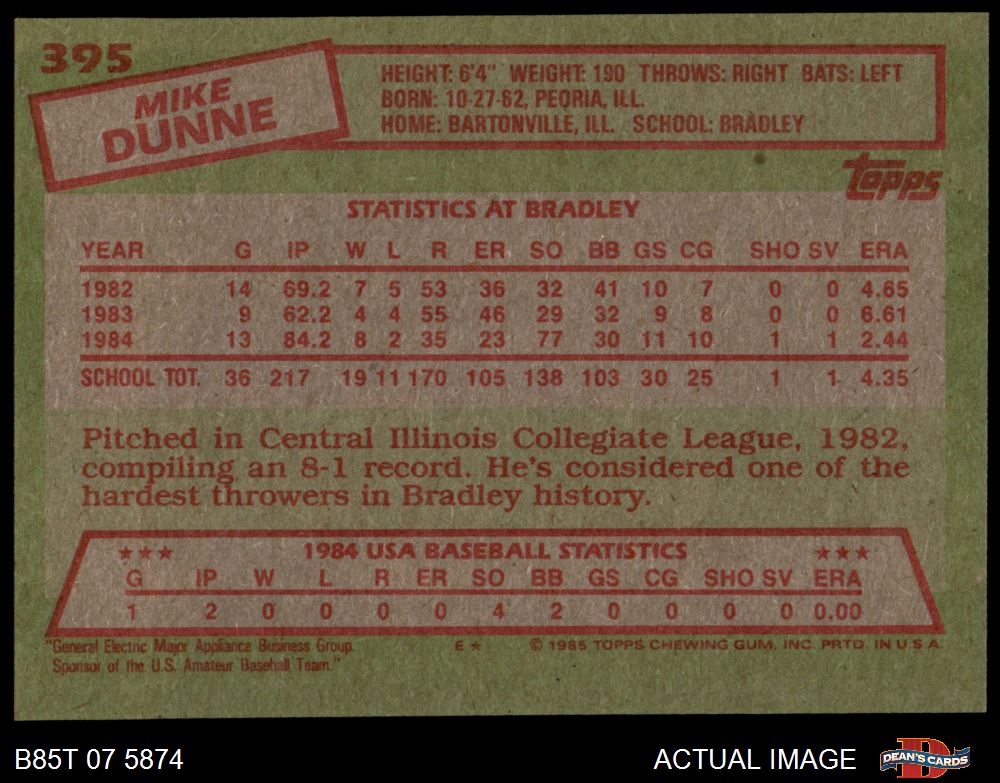 395
MIKE
DUNNE
HEIGHT: 6'4" WEIGHT: 190 THROWS: RIGHT BATS: LEFT
BORN: 10-27-62, PEORIA, ILL.
HOME: BARTONVILLE, ILL. SCHOOL: BRADLEY
topps
STATISTICS AT BRADLEY
YEAR G IP W L R ER SO BB GS CG SHO SV ERA
1982 14 69.2 7 5 53 36 32 41 10 7 0 0 4.65
1983 9 62.2 4 4 55 46 29 32 9 8 0 0 6.61
1984 13 84.2 8 2 35 23 77 30 11 10 1 1 2.44
SCHOOL TOT. 36 217 19 11 170 105 138 103 30 25 1 1 4.35
Pitched in Central Illinois Collegiate League, 1982,
compiling an 8-1 record. He's considered one of the
hardest throwers in Bradley history.
★★★ 1984 USA BASEBALL STATISTICS ★★★
G IP W L R ER SO BB GS CG SHO SV ERA
1 2 0 0 0 0 4 2 0 0 0 0 0.00
"General Electric Major Appliance Business Group.
Sponsor of the U.S. Amateur Baseball Team."
E ★ © 1985 TOPPS CHEWING GUM, INC. PRTD. IN U.S.A.
B85T 07 5874
ACTUAL IMAGE
D
DEAN'S CARDS